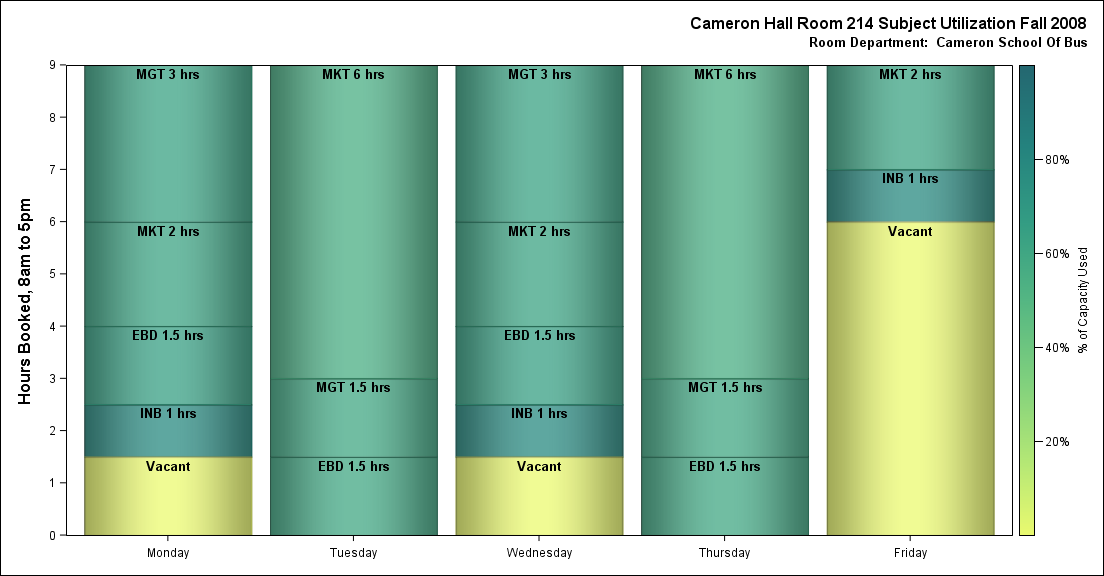 Cameron Hall Room 214 Subject Utilization Fall 2008
Room Department:  Cameron School Of Bus
Hours Booked, 8am to 5pm
9
8
7
6
5
4
3
2
1
0
MGT 3 hrs
MKT 2 hrs
EBD 1.5 hrs
INB 1 hrs
Vacant
MKT 6 hrs
MGT 1.5 hrs
EBD 1.5 hrs
MGT 3 hrs
MKT 2 hrs
EBD 1.5 hrs
INB 1 hrs
Vacant
MKT 6 hrs
MGT 1.5 hrs
EBD 1.5 hrs
MKT 2 hrs
INB 1 hrs
Vacant
Monday
Tuesday
Wednesday
Thursday
Friday
80%
60%
40%
20%
% of Capacity Used